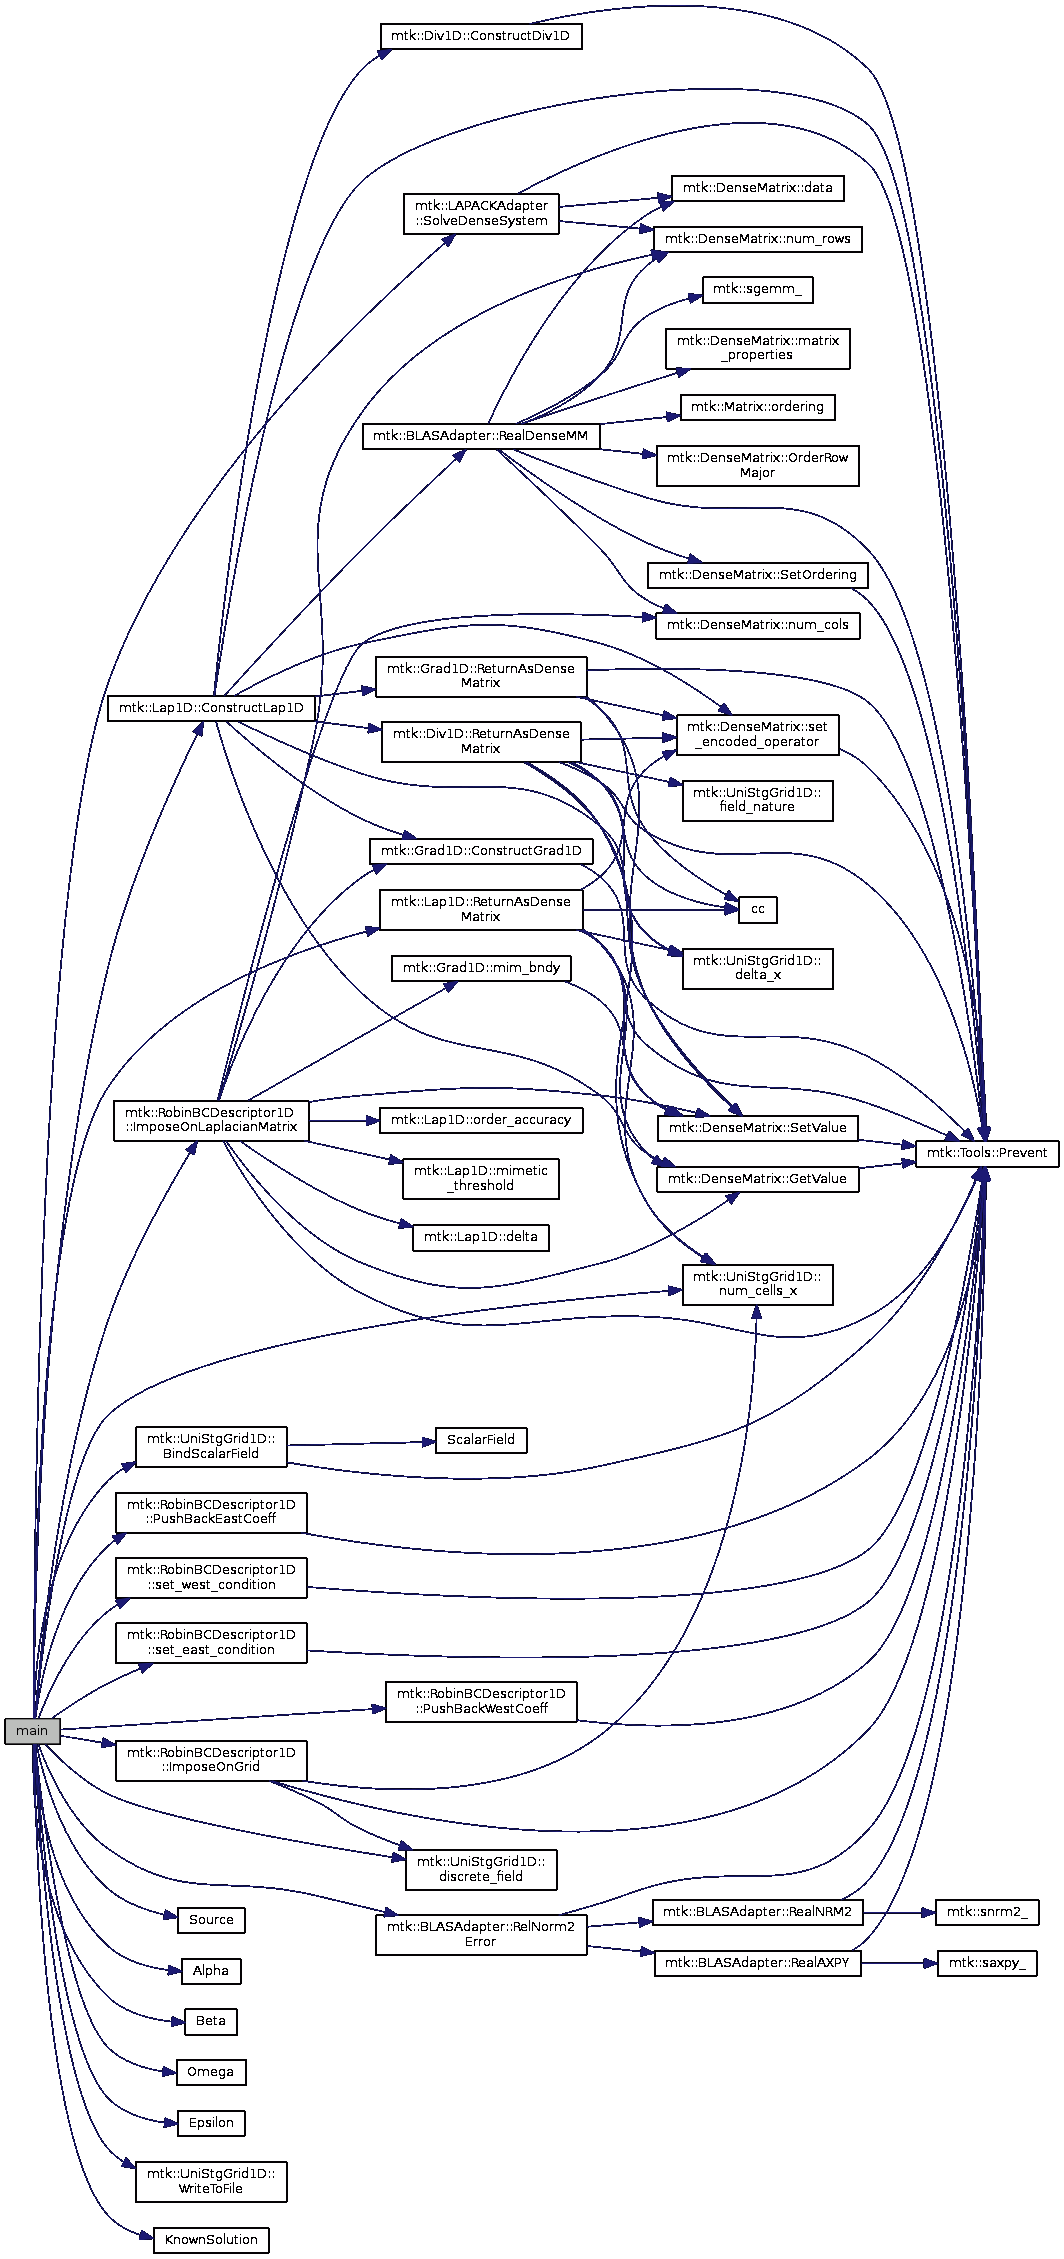 mtk::Div1D::ConstructDiv1D
mtk::DenseMatrix::data
mtk::LAPACKAdapter
::SolveDenseSystem
mtk::DenseMatrix::num_rows
mtk::sgemm_
mtk::DenseMatrix::matrix
_properties
mtk::Matrix::ordering
mtk::BLASAdapter::RealDenseMM
mtk::DenseMatrix::OrderRow
Major
mtk::DenseMatrix::SetOrdering
mtk::DenseMatrix::num_cols
mtk::Grad1D::ReturnAsDense
Matrix
mtk::Lap1D::ConstructLap1D
mtk::Div1D::ReturnAsDense
Matrix
mtk::DenseMatrix::set
_encoded_operator
mtk::UniStgGrid1D::
field_nature
mtk::Grad1D::ConstructGrad1D
mtk::Lap1D::ReturnAsDense
Matrix
cc
mtk::Grad1D::mim_bndy
mtk::UniStgGrid1D::
delta_x
mtk::RobinBCDescriptor1D
::ImposeOnLaplacianMatrix
mtk::Lap1D::order_accuracy
mtk::DenseMatrix::SetValue
mtk::Tools::Prevent
mtk::Lap1D::mimetic
_threshold
mtk::DenseMatrix::GetValue
mtk::Lap1D::delta
mtk::UniStgGrid1D::
num_cells_x
mtk::UniStgGrid1D::
BindScalarField
ScalarField
mtk::RobinBCDescriptor1D
::PushBackEastCoeff
mtk::RobinBCDescriptor1D
::set_west_condition
mtk::RobinBCDescriptor1D
::set_east_condition
mtk::RobinBCDescriptor1D
::PushBackWestCoeff
main
mtk::RobinBCDescriptor1D
::ImposeOnGrid
mtk::UniStgGrid1D::
discrete_field
Source
mtk::BLASAdapter::RelNorm2
Error
mtk::BLASAdapter::RealNRM2
mtk::snrm2_
mtk::BLASAdapter::RealAXPY
mtk::saxpy_
Alpha
Beta
Omega
Epsilon
mtk::UniStgGrid1D::
WriteToFile
KnownSolution